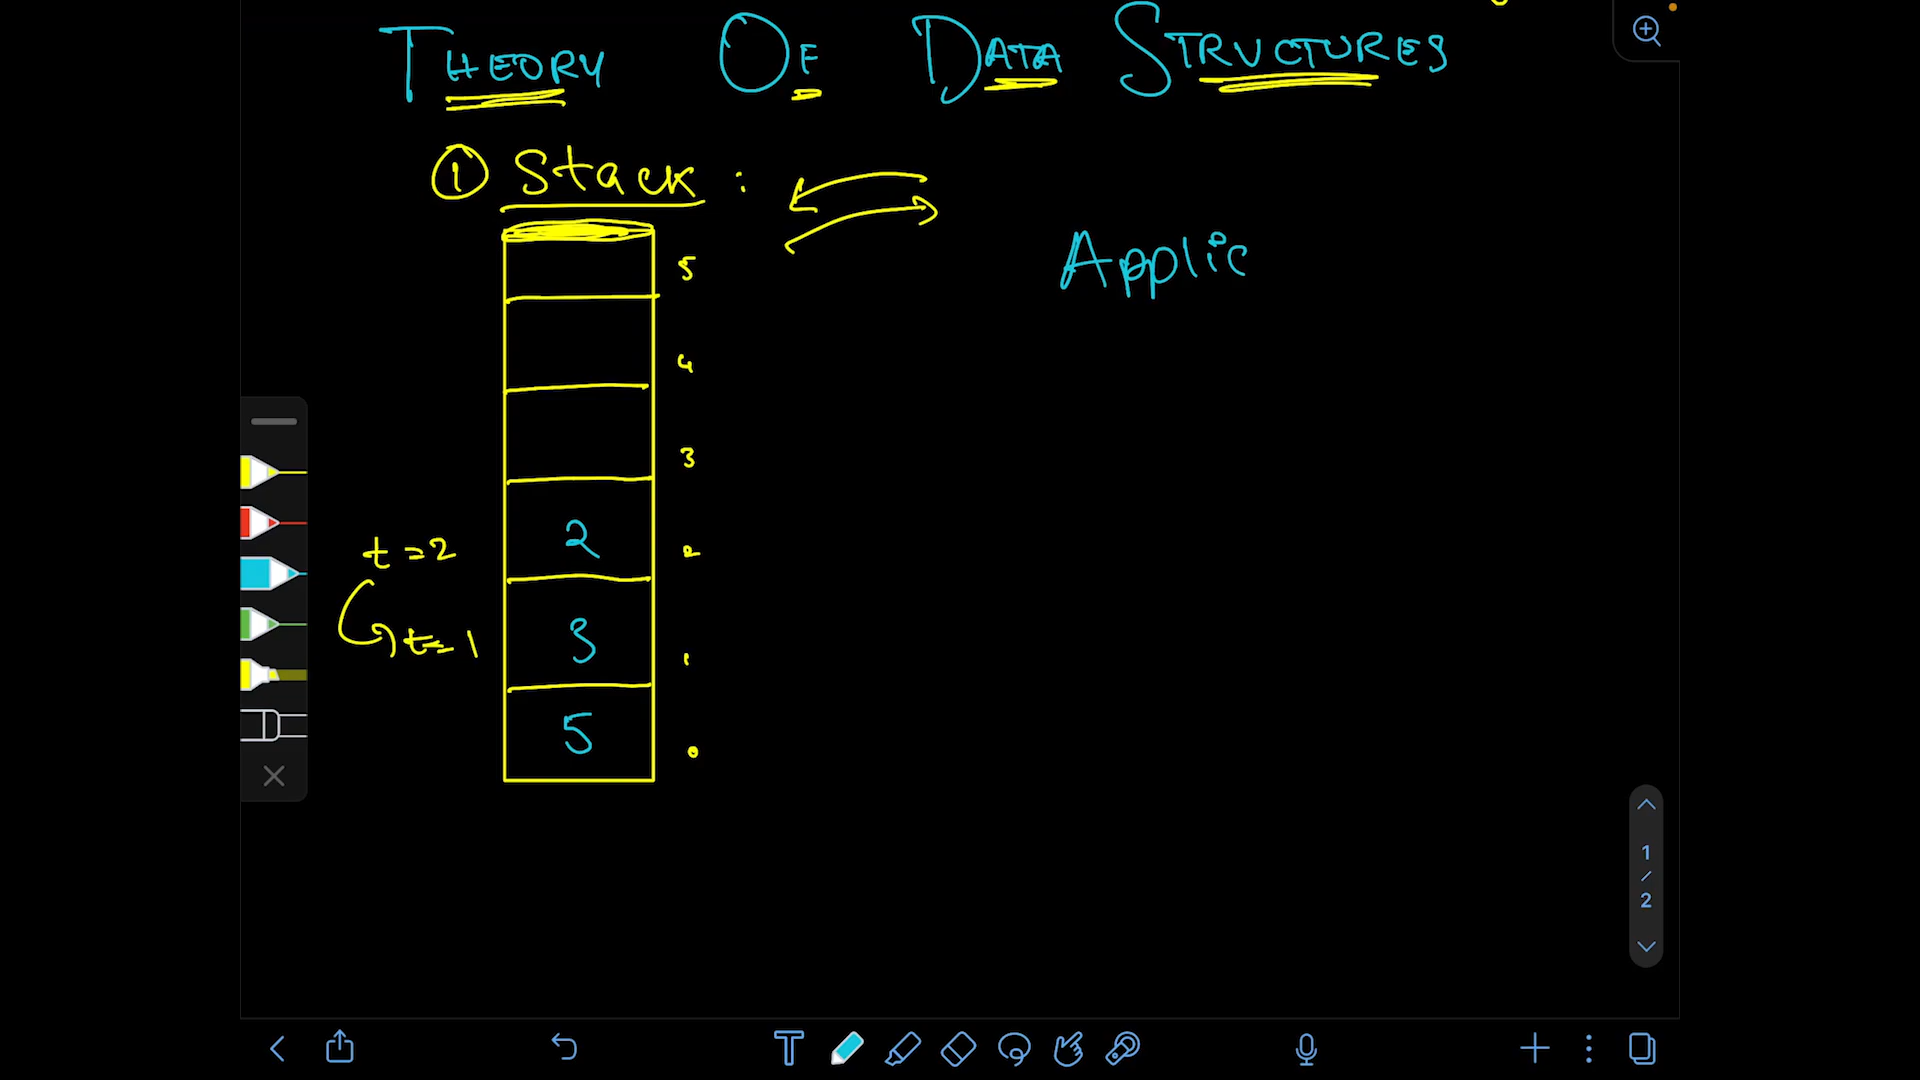 THEORY OF DATA STRUCTURES
① Stack :
Applic
5
4
3
2
2
t = 2
3
1
t = 1
5
0
1
/
2
T